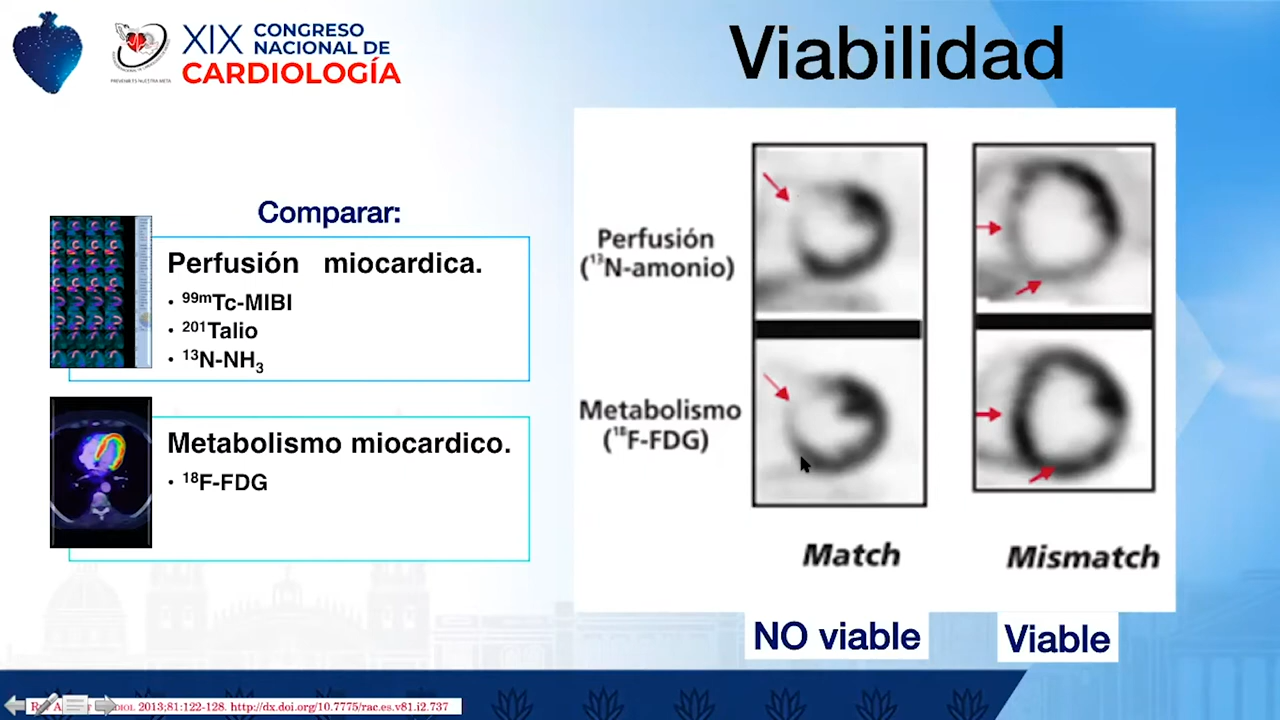 XIX CONGRESO
NACIONAL DE
CARDIOLOGÍA
Viabilidad
Comparar:
Perfusión miocardica.
• 99mTc-MIBI
• 201Talio
• 13N-NH3
Metabolismo miocardico.
• 18F-FDG
Perfusión
(13N-amonio)
Metabolismo
(18F-FDG)
Match
Mismatch
NO viable
Viable
2013;81:122-128. http://dx.doi.org/10.7775/rac.es.v81.i2.737